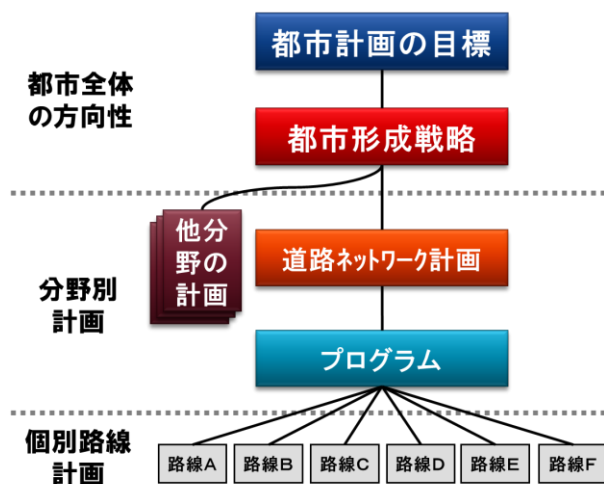 都市計画の目標
都市全体
の方向性
都市形成戦略
他分
野の
計画
道路ネットワーク計画
分野別
計画
プログラム
個別路線
計画
路線A
路線B
路線C
路線D
路線E
路線F